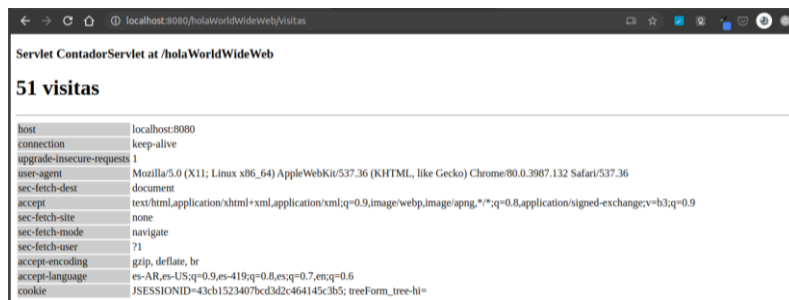 localhost:8080/holaWorldWideWeb/visitas
Servlet ContadorServlet at /holaWorldWideWeb
51 visitas
host localhost:8080
connection keep-alive
upgrade-insecure-requests 1
user-agent Mozilla/5.0 (X11; Linux x86_64) AppleWebKit/537.36 (KHTML, like Gecko) Chrome/80.0.3987.132 Safari/537.36
sec-fetch-dest document
accept text/html,application/xhtml+xml,application/xml;q=0.9,image/webp,image/apng,*/*;q=0.8,application/signed-exchange;v=b3;q=0.9
sec-fetch-site none
sec-fetch-mode navigate
sec-fetch-user ?1
accept-encoding gzip, deflate, br
accept-language es-AR,es-US;q=0.9,es-419;q=0.8,es;q=0.7,en;q=0.6
cookie JSESSIONID=43cb1523407bcd3d2c464145c3b5; treeForm_tree-hi=